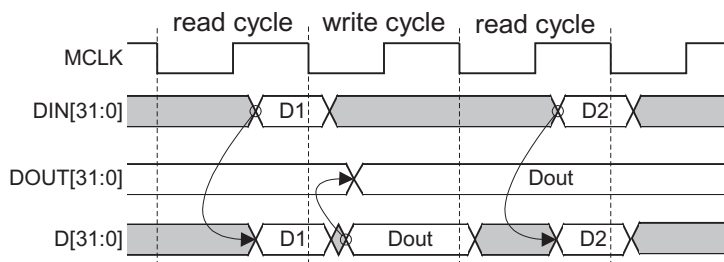 read cycle write cycle read cycle
MCLK
DIN[31:0] D1 D2
DOUT[31:0] Dout
D[31:0] D1 Dout D2